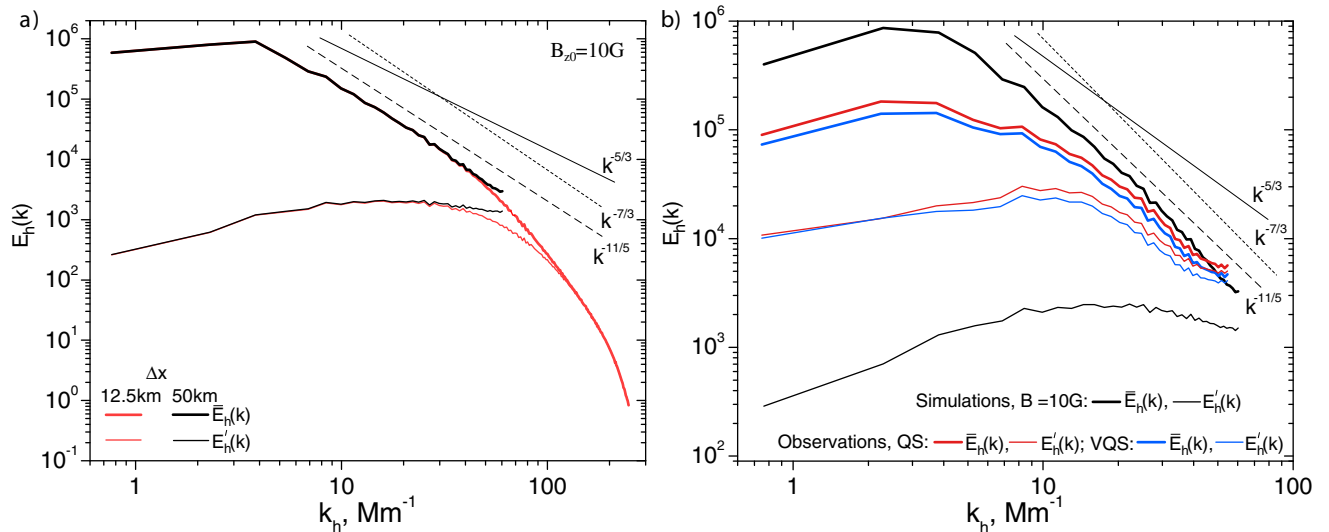 a)
B_z0=10G
10^6
10^5
10^4
10^3
10^2
10^1
10^0
10^-1
E_h(k)
k^-5/3
k^-7/3
k^-11/5
Δx
12.5km 50km
Ē_h(k)
E'_h(k)
1 10 100
k_h, Mm^-1
b)
10^6
10^5
10^4
10^3
10^2
E_h(k)
k^-5/3
k^-7/3
k^-11/5
Simulations, B =10G: Ē_h(k), E'_h(k)
Observations, QS: Ē_h(k), E'_h(k); VQS: Ē_h(k), E'_h(k)
1 10 100
k_h, Mm^-1